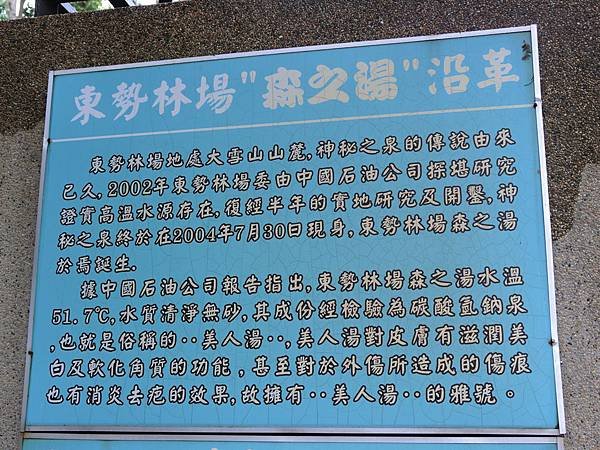 東勢林場"森之湯"沿革
東勢林場地處大雪山山麓,神秘之泉的傳說由來
已久,2002年東勢林場委由中國石油公司探堪研究
證實高溫水源存在,復經半年的實地研究及開鑿,神
秘之泉終於在2004年7月30日現身,東勢林場森之湯
於焉誕生.
據中國石油公司報告指出,東勢林場森之湯水溫
51.7℃,水質清淨無砂,其成份經檢驗為碳酸氫鈉泉
,也就是俗稱的‥美人湯‥,美人湯對皮膚有滋潤美
白及軟化角質的功能,甚至對於外傷所造成的傷痕
也有消炎去疤的效果,故擁有‥美人湯‥的雅號。